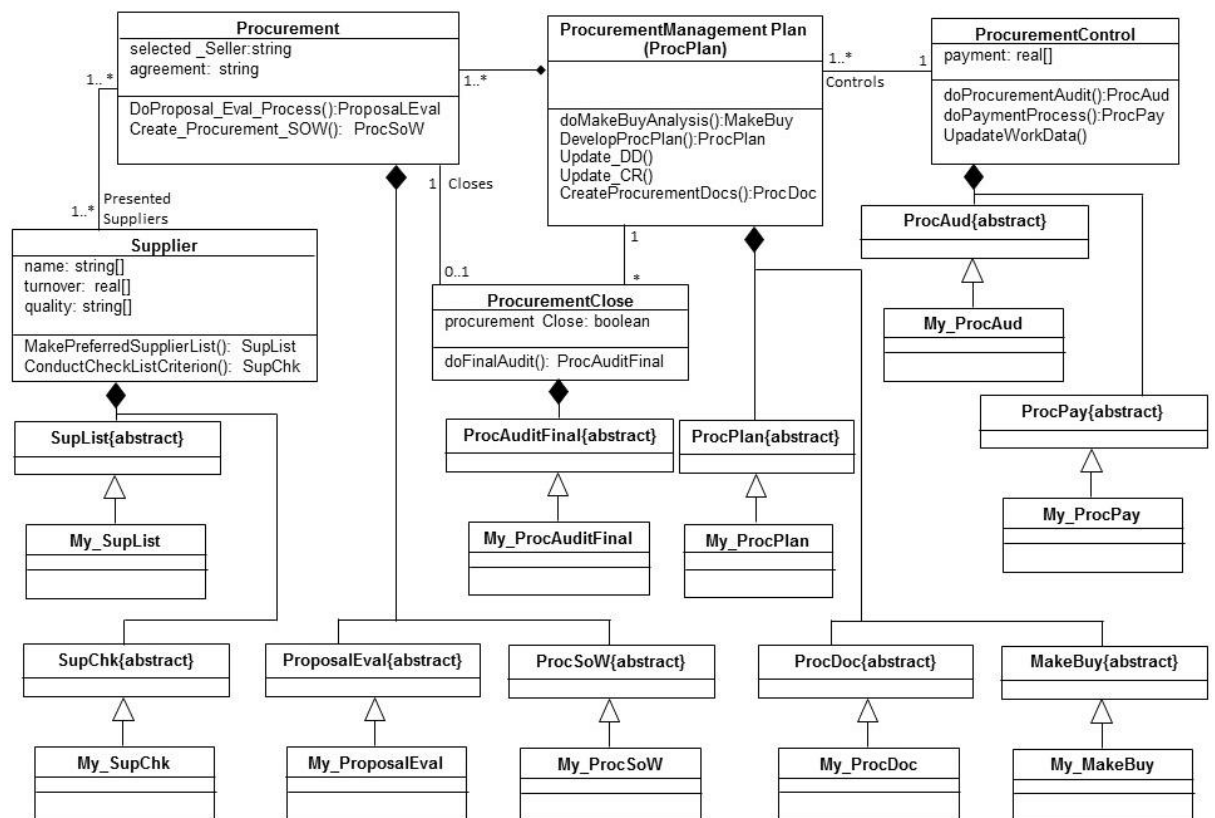 Procurement
selected _Seller:string
agreement: string
DoProposal_Eval_Process():ProposaLEval
Create_Procurement_SOW(): ProcSoW
1..*
ProcurementManagement Plan
(ProcPlan)
doMakeBuyAnalysis():MakeBuy
DevelopProcPlan():ProcPlan
Update_DD()
Update_CR()
CreateProcurementDocs():ProcDoc
1..*
Controls
1
ProcurementControl
payment: real[]
doProcurementAudit():ProcAud
doPaymentProcess():ProcPay
UpadateWorkData()
1.. *
1..*
Presented
Suppliers
1
Closes
0..1
1
*
Supplier
name: string[]
turnover: real[]
quality: string[]
MakePreferredSupplierList(): SupList
ConductCheckListCriterion(): SupChk
ProcurementClose
procurement Close: boolean
doFinalAudit(): ProcAuditFinal
ProcAud{abstract}
My_ProcAud
SupList{abstract}
ProcAuditFinal{abstract}
ProcPlan{abstract}
ProcPay{abstract}
My_SupList
My_ProcAuditFinal
My_ProcPlan
My_ProcPay
SupChk{abstract}
ProposalEval{abstract}
ProcSoW{abstract}
ProcDoc{abstract}
MakeBuy{abstract}
My_SupChk
My_ProposalEval
My_ProcSoW
My_ProcDoc
My_MakeBuy